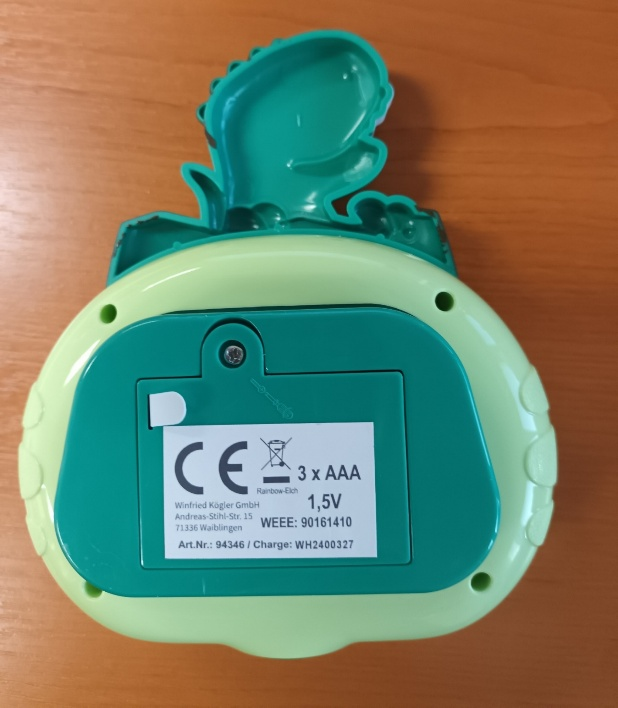 CE
Rainbow-Elch
3 x AAA
1,5V
WEEE: 90161410
Winfried Kögler GmbH
Andreas-Stihl-Str. 15
71336 Waiblingen
Art.Nr.: 94346 / Charge: WH2400327